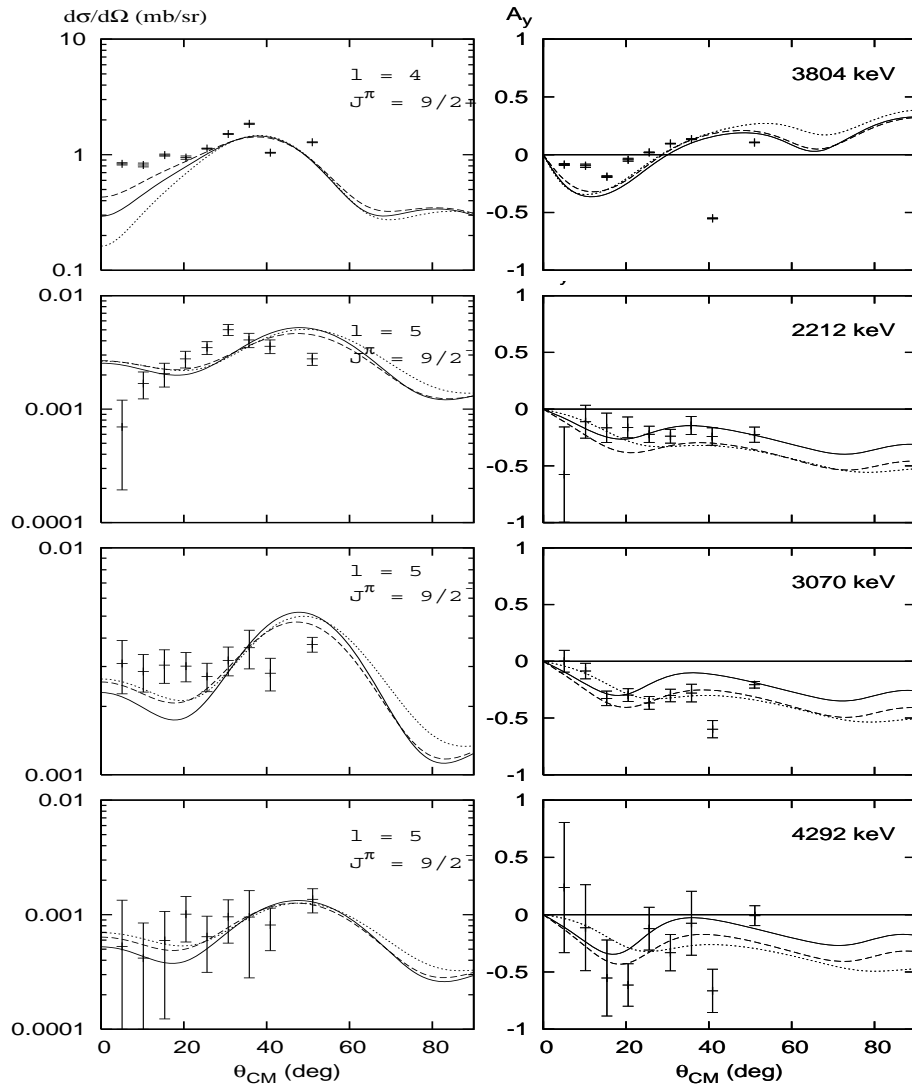 dσ/dΩ (mb/sr)
A_y
10
1
0.1
l = 4
J^π = 9/2+
1
0.5
0
-0.5
-1
3804 keV
0.01
0.001
0.0001
l = 5
J^π = 9/2-
1
0.5
0
-0.5
-1
2212 keV
0.01
0.001
l = 5
J^π = 9/2-
1
0.5
0
-0.5
-1
3070 keV
0.01
0.001
0.0001
l = 5
J^π = 9/2-
1
0.5
0
-0.5
-1
4292 keV
0 20 40 60 80
θ_CM (deg)
0 20 40 60 80
θ_CM (deg)